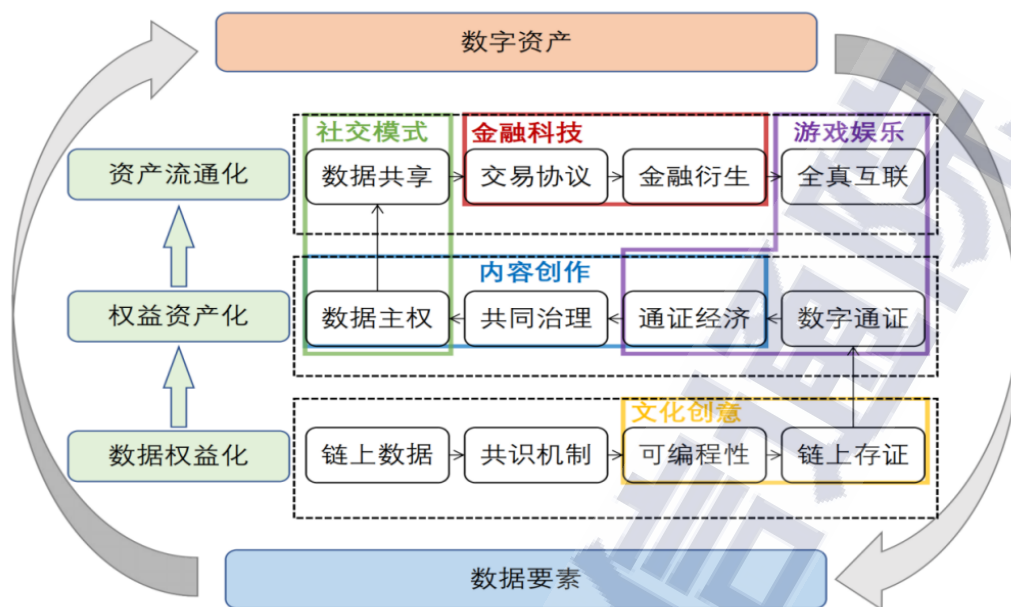 数字资产
社交模式 金融科技 游戏娱乐
资产流通化 数据共享 交易协议 金融衍生 全真互联
内容创作
权益资产化 数据主权 共同治理 通证经济 数字通证
文化创意
数据权益化 链上数据 共识机制 可编程性 链上存证
数据要素